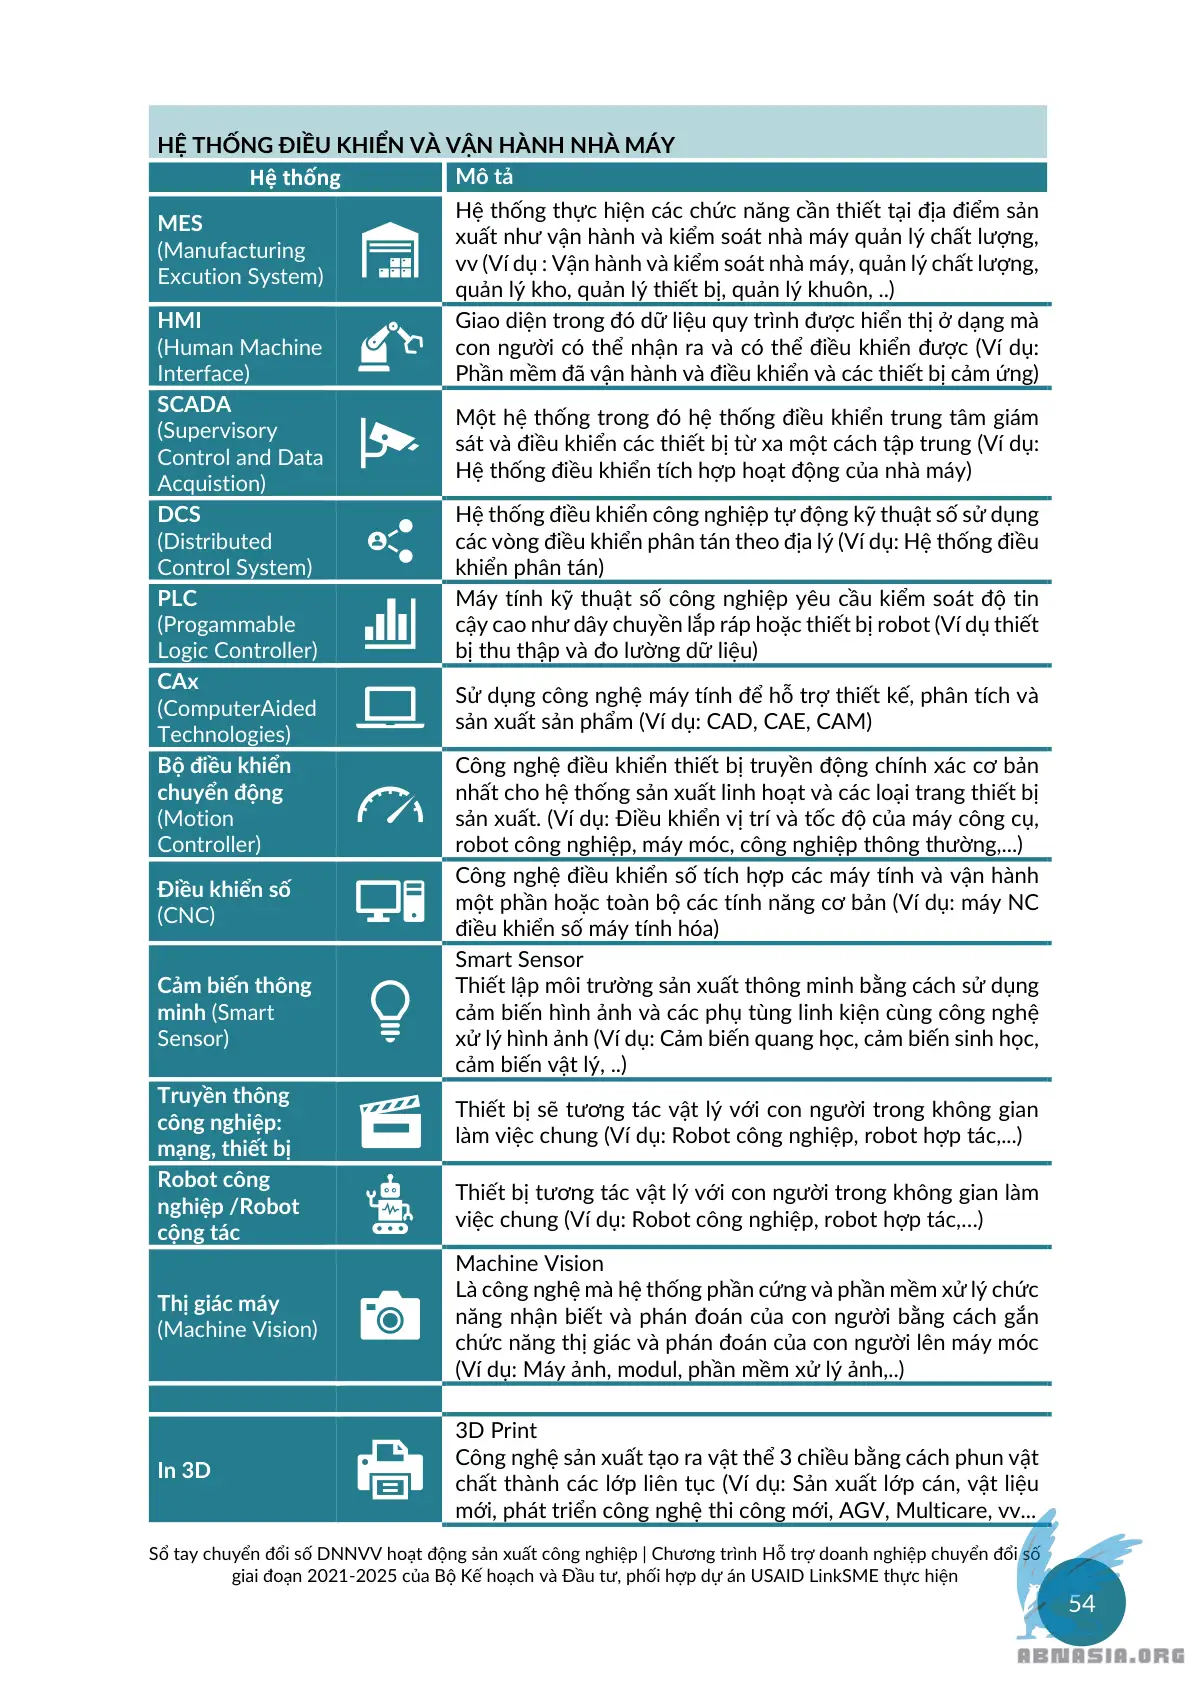 HỆ THỐNG ĐIỀU KHIỂN VÀ VẬN HÀNH NHÀ MÁY
Hệ thống
Mô tả
MES
(Manufacturing
Excution System)
Hệ thống thực hiện các chức năng cần thiết tại địa điểm sản
xuất như vận hành và kiểm soát nhà máy quản lý chất lượng,
vv (Ví dụ : Vận hành và kiểm soát nhà máy, quản lý chất lượng,
quản lý kho, quản lý thiết bị, quản lý khuôn, ..)
HMI
(Human Machine
Interface)
Giao diện trong đó dữ liệu quy trình được hiển thị ở dạng mà
con người có thể nhận ra và có thể điều khiển được (Ví dụ:
Phần mềm đã vận hành và điều khiển và các thiết bị cảm ứng)
SCADA
(Supervisory
Control and Data
Acquistion)
Một hệ thống trong đó hệ thống điều khiển trung tâm giám
sát và điều khiển các thiết bị từ xa một cách tập trung (Ví dụ:
Hệ thống điều khiển tích hợp hoạt động của nhà máy)
DCS
(Distributed
Control System)
Hệ thống điều khiển công nghiệp tự động kỹ thuật số sử dụng
các vòng điều khiển phân tán theo địa lý (Ví dụ: Hệ thống điều
khiển phân tán)
PLC
(Progammable
Logic Controller)
Máy tính kỹ thuật số công nghiệp yêu cầu kiểm soát độ tin
cậy cao như dây chuyền lắp ráp hoặc thiết bị robot (Ví dụ thiết
bị thu thập và đo lường dữ liệu)
CAx
(ComputerAided
Technologies)
Sử dụng công nghệ máy tính để hỗ trợ thiết kế, phân tích và
sản xuất sản phẩm (Ví dụ: CAD, CAE, CAM)
Bộ điều khiển
chuyển động
(Motion
Controller)
Công nghệ điều khiển thiết bị truyền động chính xác cơ bản
nhất cho hệ thống sản xuất linh hoạt và các loại trang thiết bị
sản xuất. (Ví dụ: Điều khiển vị trí và tốc độ của máy công cụ,
robot công nghiệp, máy móc, công nghiệp thông thường,...)
Điều khiển số
(CNC)
Công nghệ điều khiển số tích hợp các máy tính và vận hành
một phần hoặc toàn bộ các tính năng cơ bản (Ví dụ: máy NC
điều khiển số máy tính hóa)
Cảm biến thông
minh (Smart
Sensor)
Smart Sensor
Thiết lập môi trường sản xuất thông minh bằng cách sử dụng
cảm biến hình ảnh và các phụ tùng linh kiện cùng công nghệ
xử lý hình ảnh (Ví dụ: Cảm biến quang học, cảm biến sinh học,
cảm biến vật lý, ..)
Truyền thông
công nghiệp:
mạng, thiết bị
Thiết bị sẽ tương tác vật lý với con người trong không gian
làm việc chung (Ví dụ: Robot công nghiệp, robot hợp tác,...)
Robot công
nghiệp /Robot
cộng tác
Thiết bị tương tác vật lý với con người trong không gian làm
việc chung (Ví dụ: Robot công nghiệp, robot hợp tác,...)
Thị giác máy
(Machine Vision)
Machine Vision
Là công nghệ mà hệ thống phần cứng và phần mềm xử lý chức
năng nhận biết và phán đoán của con người bằng cách gắn
chức năng thị giác và phán đoán của con người lên máy móc
(Ví dụ: Máy ảnh, modul, phần mềm xử lý ảnh,..)
In 3D
3D Print
Công nghệ sản xuất tạo ra vật thể 3 chiều bằng cách phun vật
chất thành các lớp liên tục (Ví dụ: Sản xuất lớp cán, vật liệu
mới, phát triển công nghệ thi công mới, AGV, Multicare, vv...
Sổ tay chuyển đổi số DNNVV hoạt động sản xuất công nghiệp | Chương trình Hỗ trợ doanh nghiệp chuyển đổi số
giai đoạn 2021-2025 của Bộ Kế hoạch và Đầu tư, phối hợp dự án USAID LinkSME thực hiện
54
ABNASIA.ORG